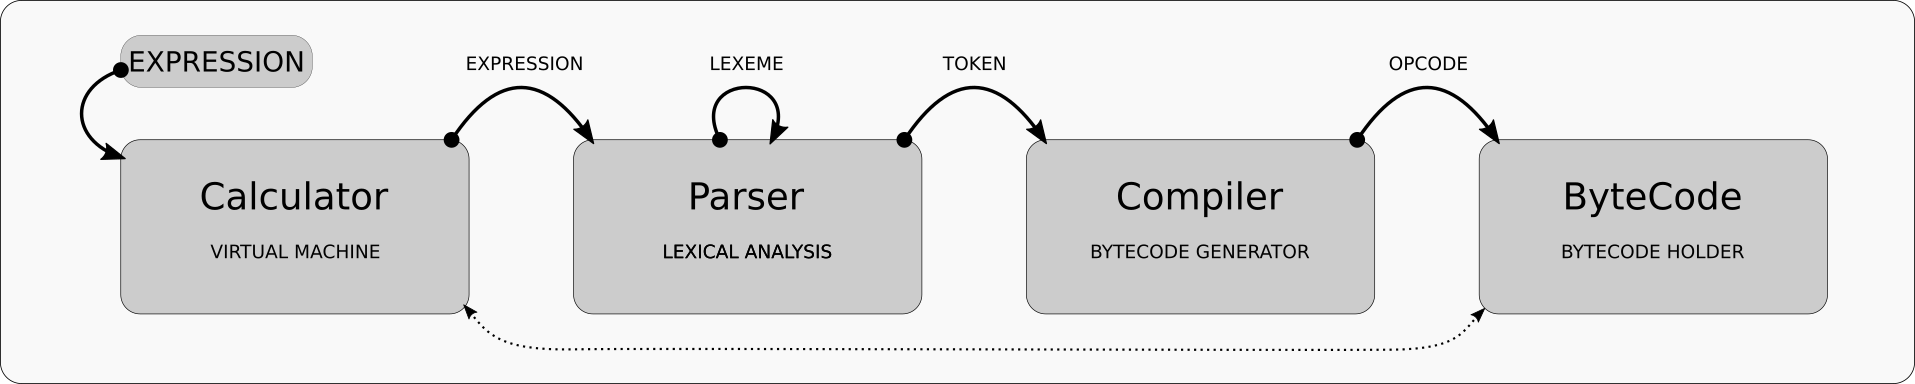 EXPRESSION
EXPRESSION
LEXEME
TOKEN
OPCODE
Calculator
VIRTUAL MACHINE
Parser
LEXICAL ANALYSIS
Compiler
BYTECODE GENERATOR
ByteCode
BYTECODE HOLDER